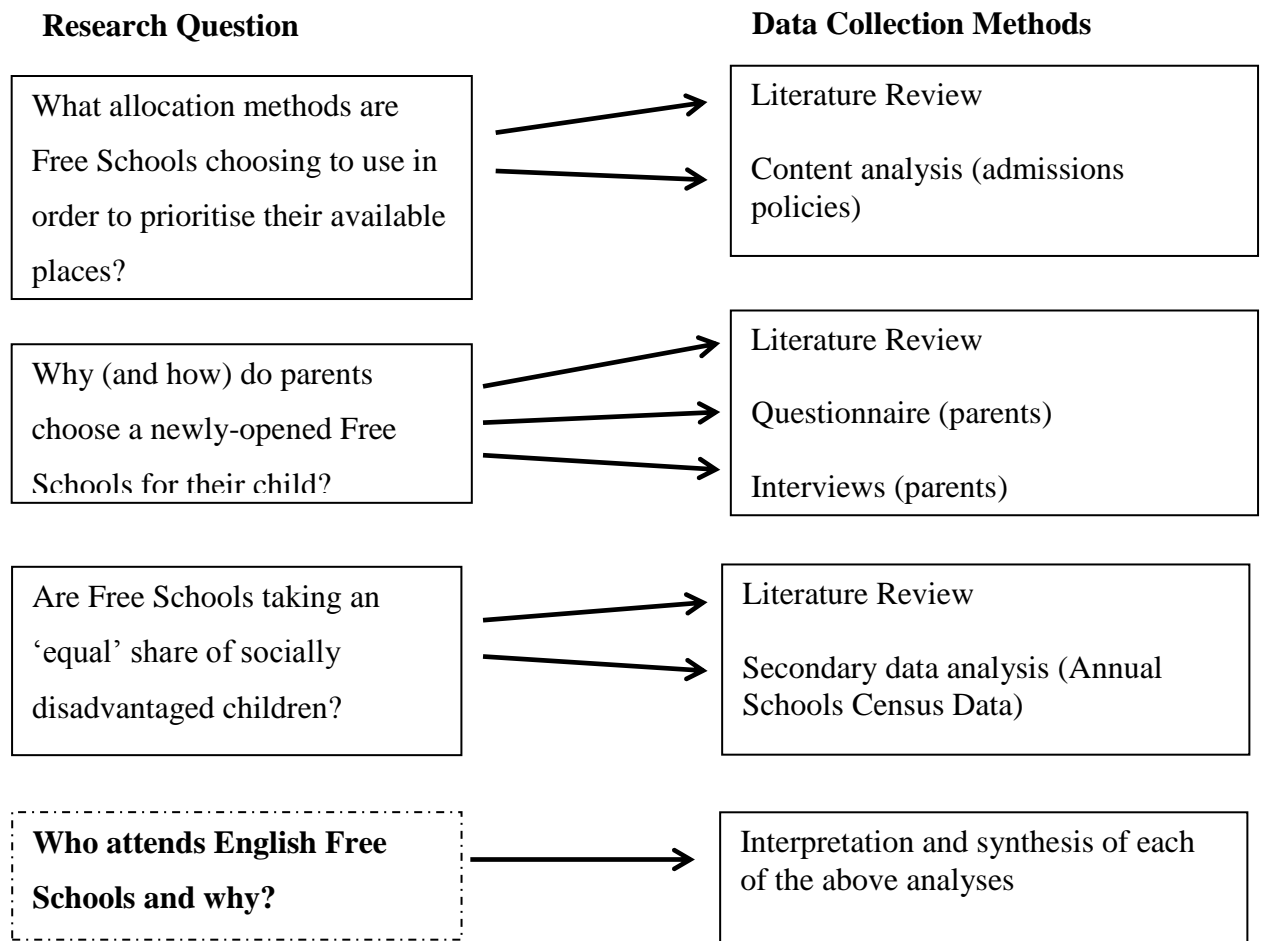 Research Question
Data Collection Methods
What allocation methods are
Free Schools choosing to use in
order to prioritise their available
places?
Literature Review
Content analysis (admissions
policies)
Why (and how) do parents
choose a newly-opened Free
Schools for their child?
Literature Review
Questionnaire (parents)
Interviews (parents)
Are Free Schools taking an
‘equal’ share of socially
disadvantaged children?
Literature Review
Secondary data analysis (Annual
Schools Census Data)
Who attends English Free
Schools and why?
Interpretation and synthesis of each
of the above analyses